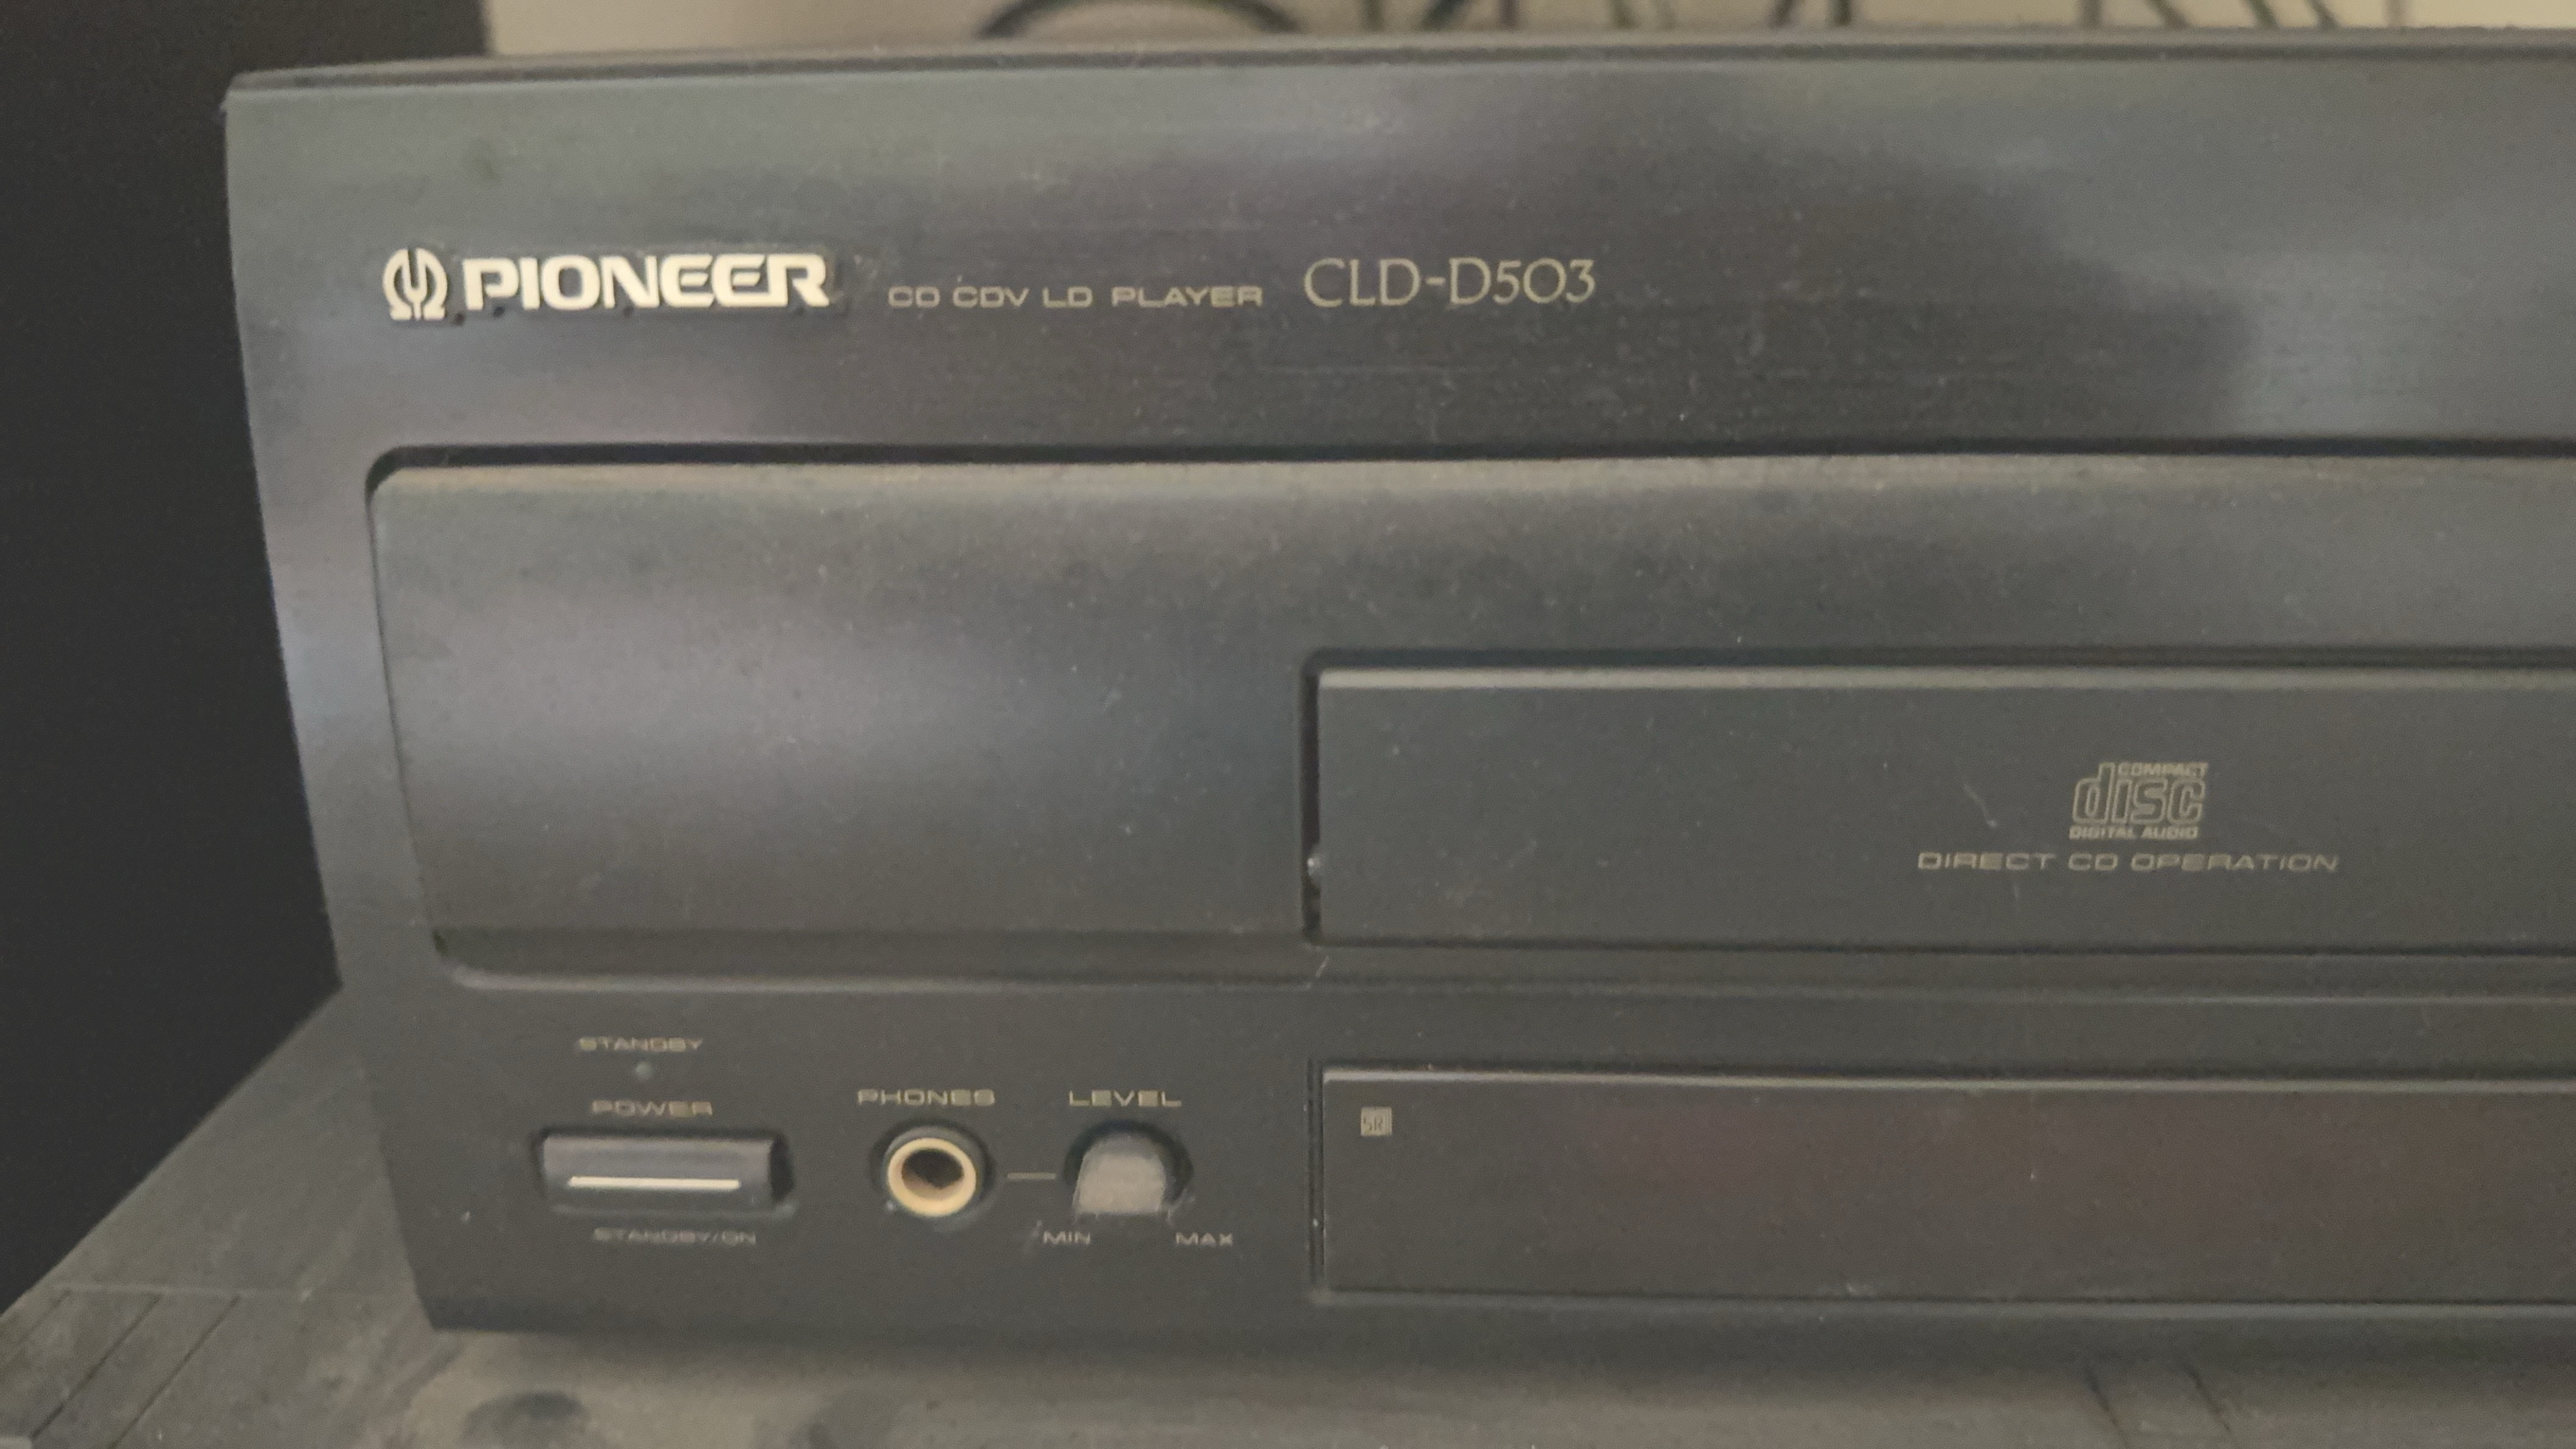 PIONEER CD CDV LD PLAYER CLD-D503
COMPACT
disc
DIGITAL AUDIO
DIRECT CD OPERATION
STANDBY
POWER
PHONES LEVEL
SR
STANDBY/ON
MIN MAX